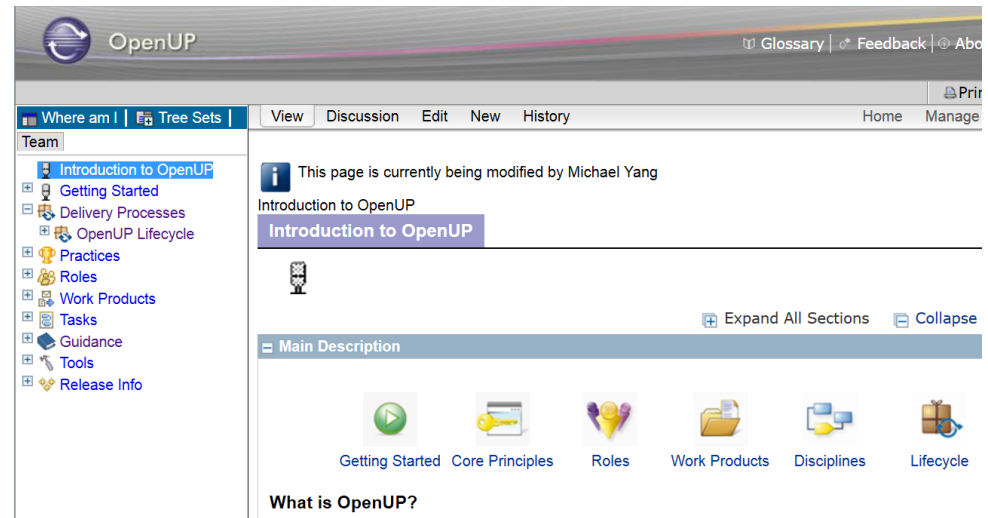 OpenUP
Glossary | Feedback | Abo
Prin
Where am I | Tree Sets |
View Discussion Edit New History Home Manage
Team
Introduction to OpenUP
Getting Started
Delivery Processes
OpenUP Lifecycle
Practices
Roles
Work Products
Tasks
Guidance
Tools
Release Info
This page is currently being modified by Michael Yang
Introduction to OpenUP
Introduction to OpenUP
Expand All Sections Collapse
Main Description
Getting Started Core Principles Roles Work Products Disciplines Lifecycle
What is OpenUP?